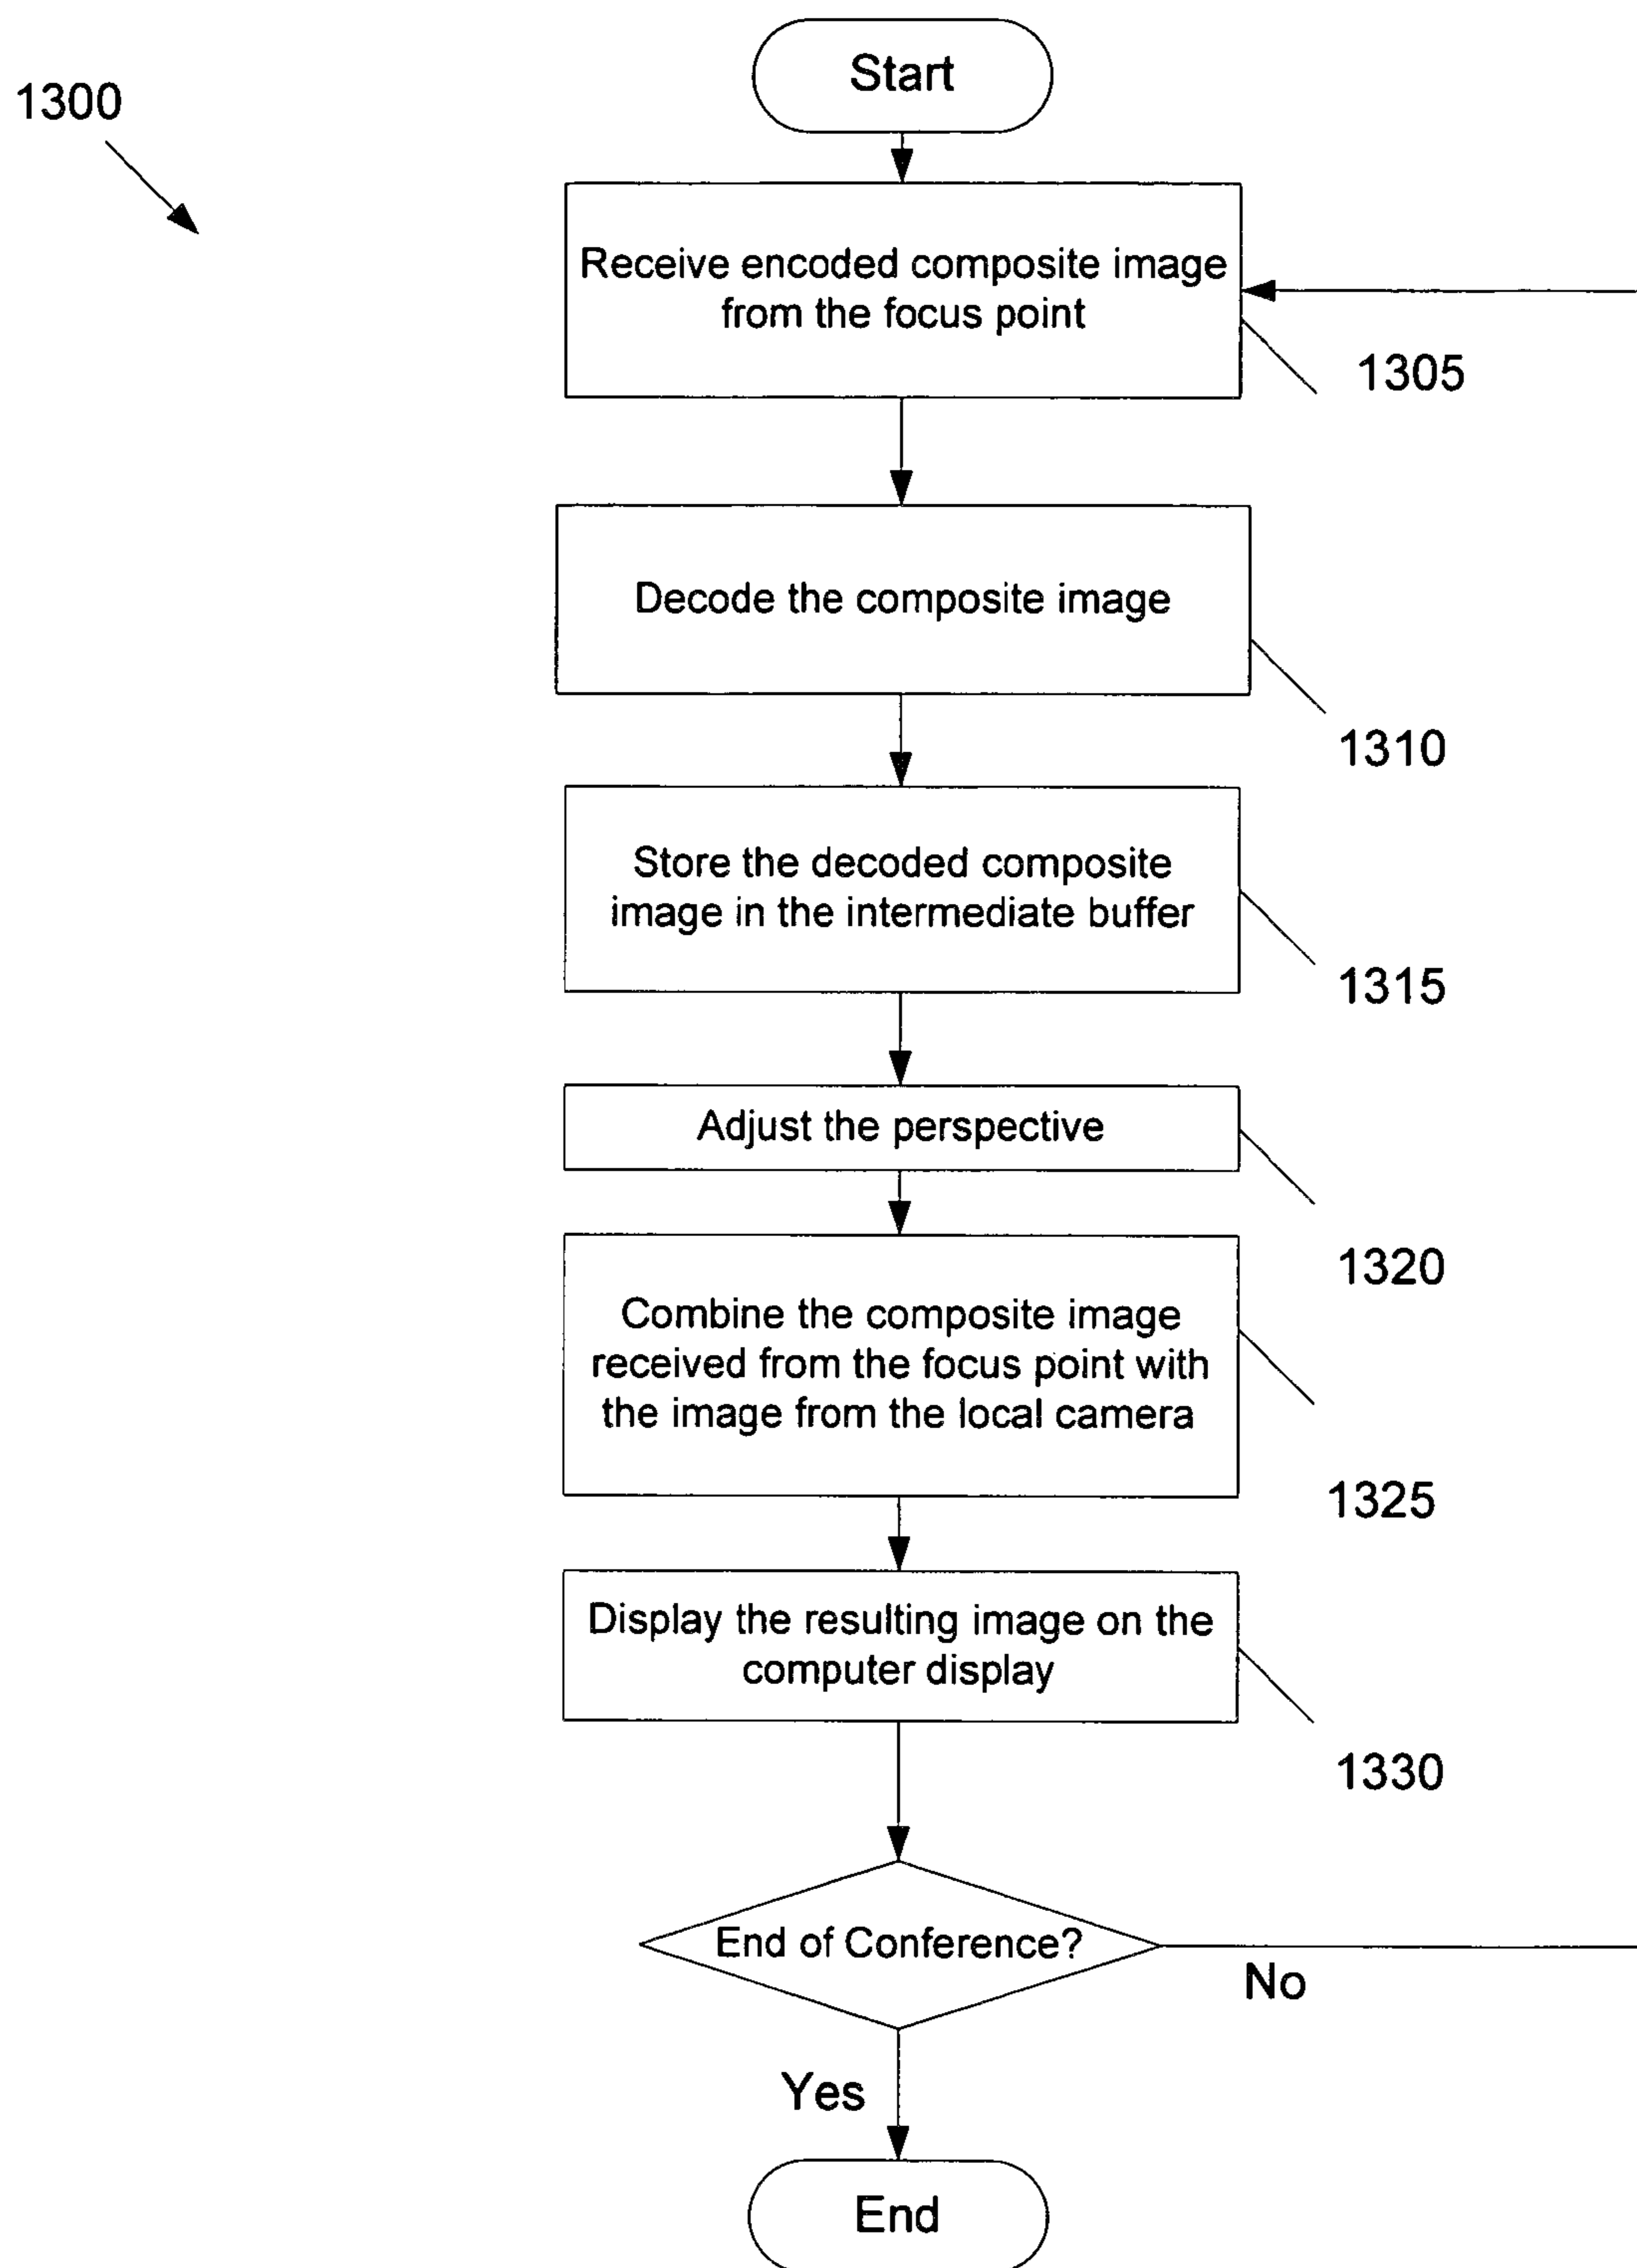 Start
1300
Receive encoded composite image
from the focus point
1305
Decode the composite image
1310
Store the decoded composite
image in the intermediate buffer
1315
Adjust the perspective
1320
Combine the composite image
received from the focus point with
the image from the local camera
1325
Display the resulting image on the
computer display
1330
End of Conference?
No
Yes
End